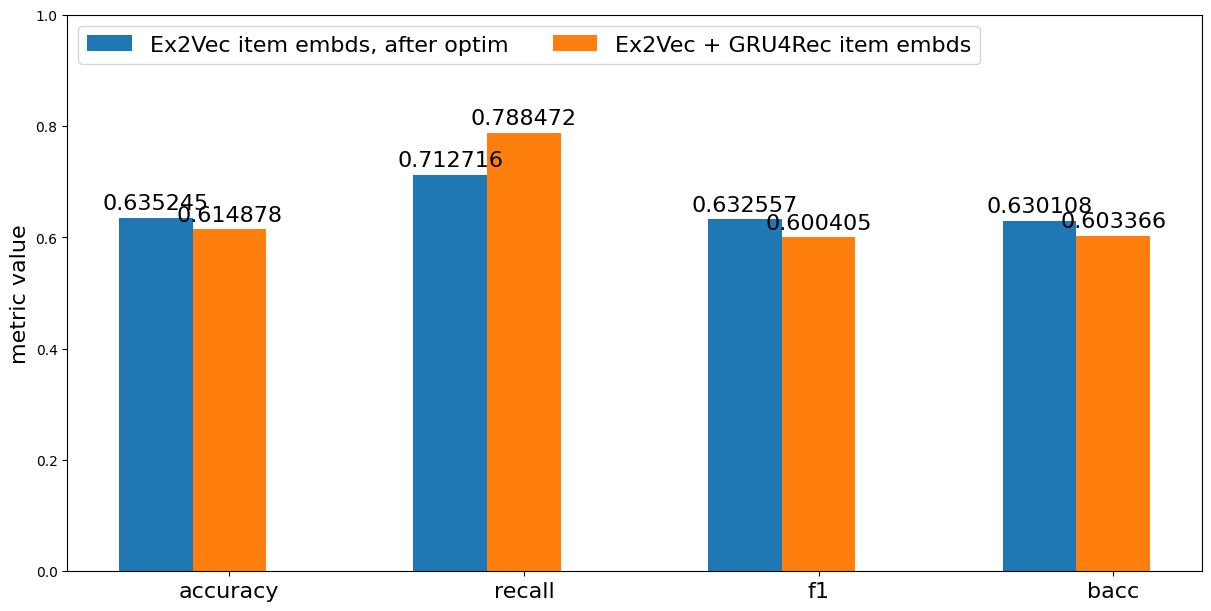 Ex2Vec item embds, after optim
Ex2Vec + GRU4Rec item embds
metric value
1.0
0.8
0.6
0.4
0.2
0.0
0.635245
0.614878
0.712716
0.788472
0.632557
0.600405
0.630108
0.603366
accuracy
recall
f1
bacc